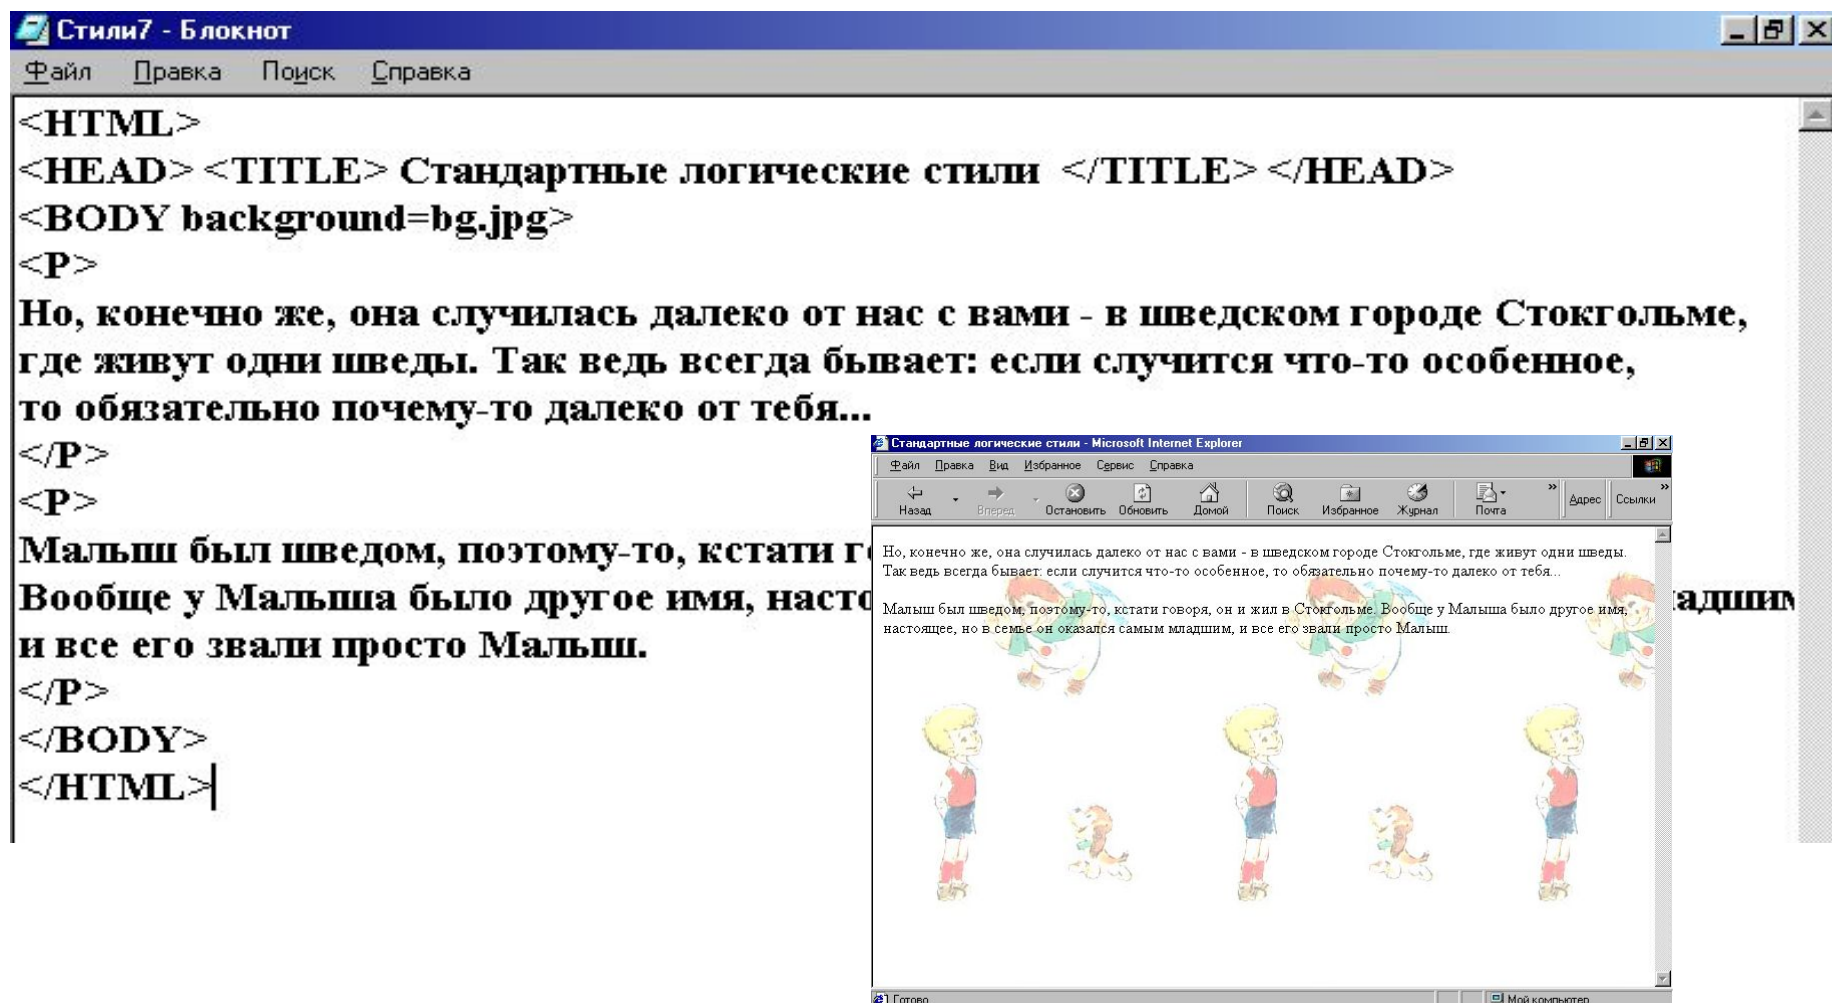 Стили7 - Блокнот
Файл Правка Поиск Справка
<HTML>
<HEAD> <TITLE> Стандартные логические стили </TITLE> </HEAD>
<BODY background=bg.jpg>
<P>
Но, конечно же, она случилась далеко от нас с вами - в шведском городе Стокгольме,
где живут одни шведы. Так ведь всегда бывает: если случится что-то особенное,
то обязательно почему-то далеко от тебя...
</P>
<P>
Малыш был шведом, поэтому-то, кстати г
Вообще у Малыша было другое имя, наст адшим
и все его звали просто Малыш.
</P>
</BODY>
</HTML>
Стандартные логические стили - Microsoft Internet Explorer
Файл Правка Вид Избранное Сервис Справка
Назад Вперед Остановить Обновить Домой Поиск Избранное Журнал Почта » Адрес Ссылки »
Но, конечно же, она случилась далеко от нас с вами - в шведском городе Стокгольме, где живут одни шведы.
Так ведь всегда бывает: если случится что-то особенное, то обязательно почему-то далеко от тебя...
Малыш был шведом, поэтому-то, кстати говоря, он и жил в Стокгольме. Вообще у Малыша было другое имя,
настоящее, но в семье он оказался самым младшим, и все его звали просто Малыш.
Готово Мой компьютер